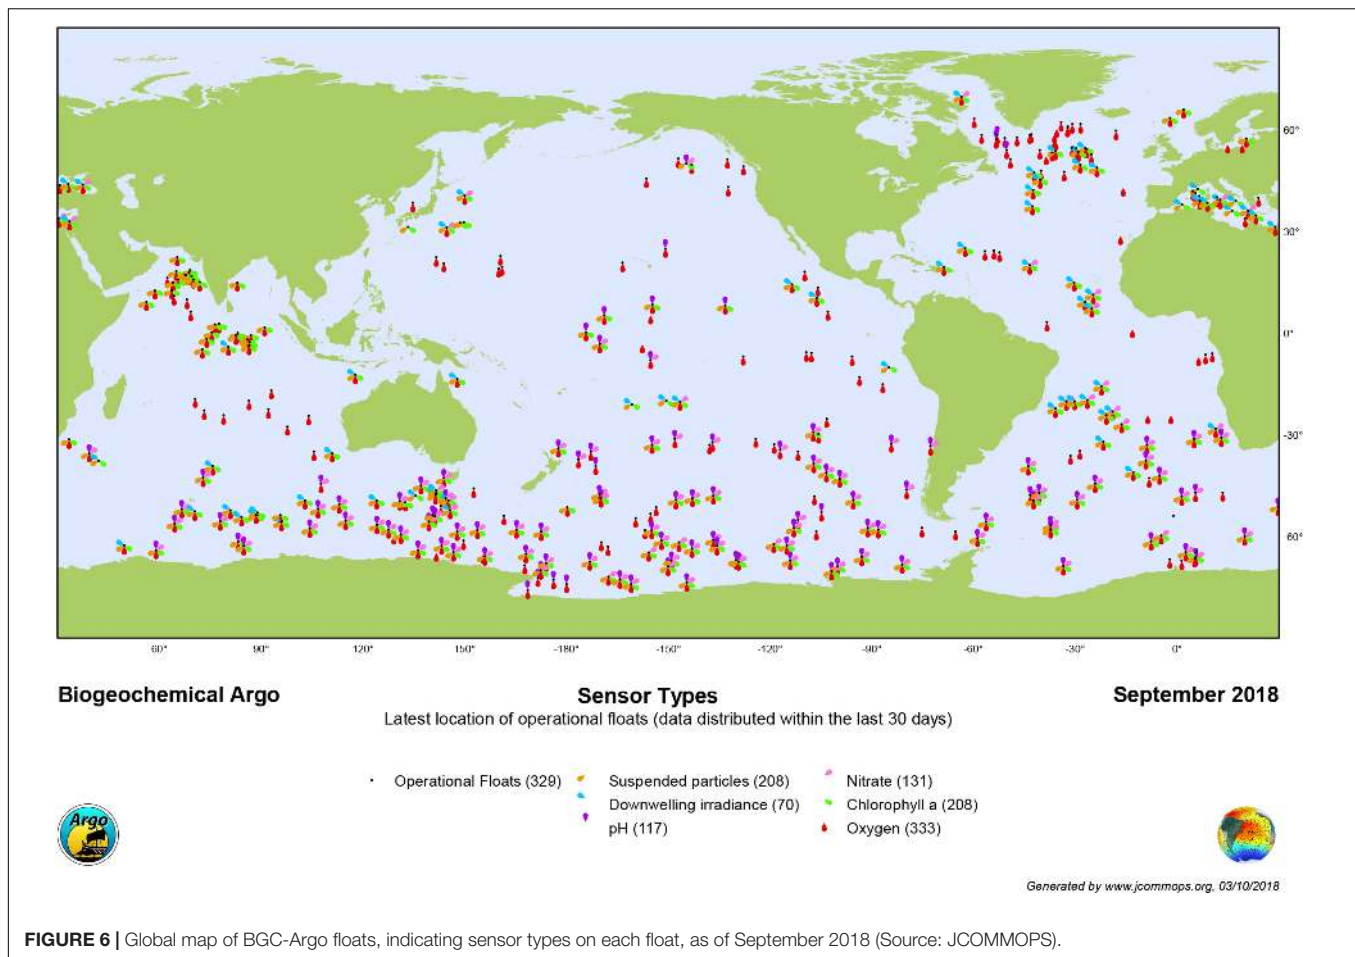 60°
30°
0°
-30°
60°
60°
90°
120°
150°
-180°
-150°
-120°
-90°
-60°
-30°
0°
Biogeochemical Argo
Sensor Types
September 2018
Latest location of operational floats (data distributed within the last 30 days)
Operational Floats (329)
Suspended particles (208)
Nitrate (131)
Downwelling irradiance (70)
Chlorophyll a (208)
pH (117)
Oxygen (333)
Argo
Generated by www.jcommops.org, 03/10/2018
FIGURE 6 | Global map of BGC-Argo floats, indicating sensor types on each float, as of September 2018 (Source: JCOMMOPS).